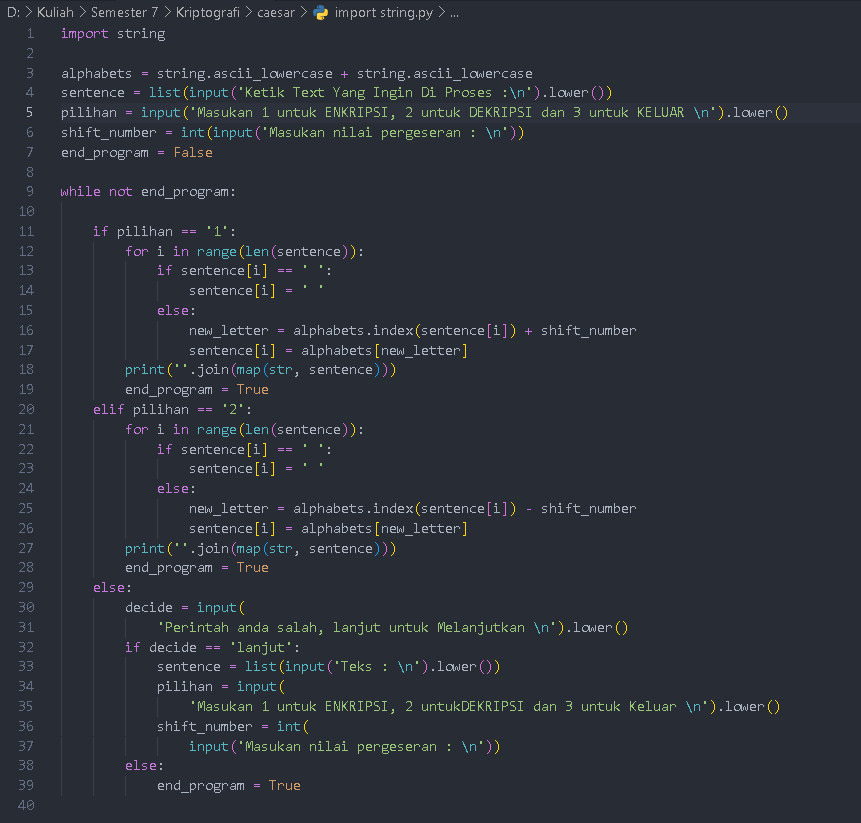 D: > Kuliah > Semester 7 > Kriptografi > caesar > import string.py > ...
1 import string
2
3 alphabets = string.ascii_lowercase + string.ascii_lowercase
4 sentence = list(input('Ketik Text Yang Ingin Di Proses :\n').lower())
5 pilihan = input('Masukan 1 untuk ENKRIPSI, 2 untuk DEKRIPSI dan 3 untuk KELUAR \n').lower()
6 shift_number = int(input('Masukan nilai pergeseran : \n'))
7 end_program = False
8
9 while not end_program:
10
11     if pilihan == '1':
12         for i in range(len(sentence)):
13             if sentence[i] == ' ':
14                 sentence[i] = ' '
15             else:
16                 new_letter = alphabets.index(sentence[i]) + shift_number
17                 sentence[i] = alphabets[new_letter]
18         print(''.join(map(str, sentence)))
19         end_program = True
20     elif pilihan == '2':
21         for i in range(len(sentence)):
22             if sentence[i] == ' ':
23                 sentence[i] = ' '
24             else:
25                 new_letter = alphabets.index(sentence[i]) - shift_number
26                 sentence[i] = alphabets[new_letter]
27         print(''.join(map(str, sentence)))
28         end_program = True
29     else:
30         decide = input(
31             'Perintah anda salah, lanjut untuk Melanjutkan \n').lower()
32         if decide == 'lanjut':
33             sentence = list(input('Teks : \n').lower())
34             pilihan = input(
35                 'Masukan 1 untuk ENKRIPSI, 2 untukDEKRIPSI dan 3 untuk Keluar \n').lower()
36             shift_number = int(
37                 input('Masukan nilai pergeseran : \n'))
38         else:
39             end_program = True
40